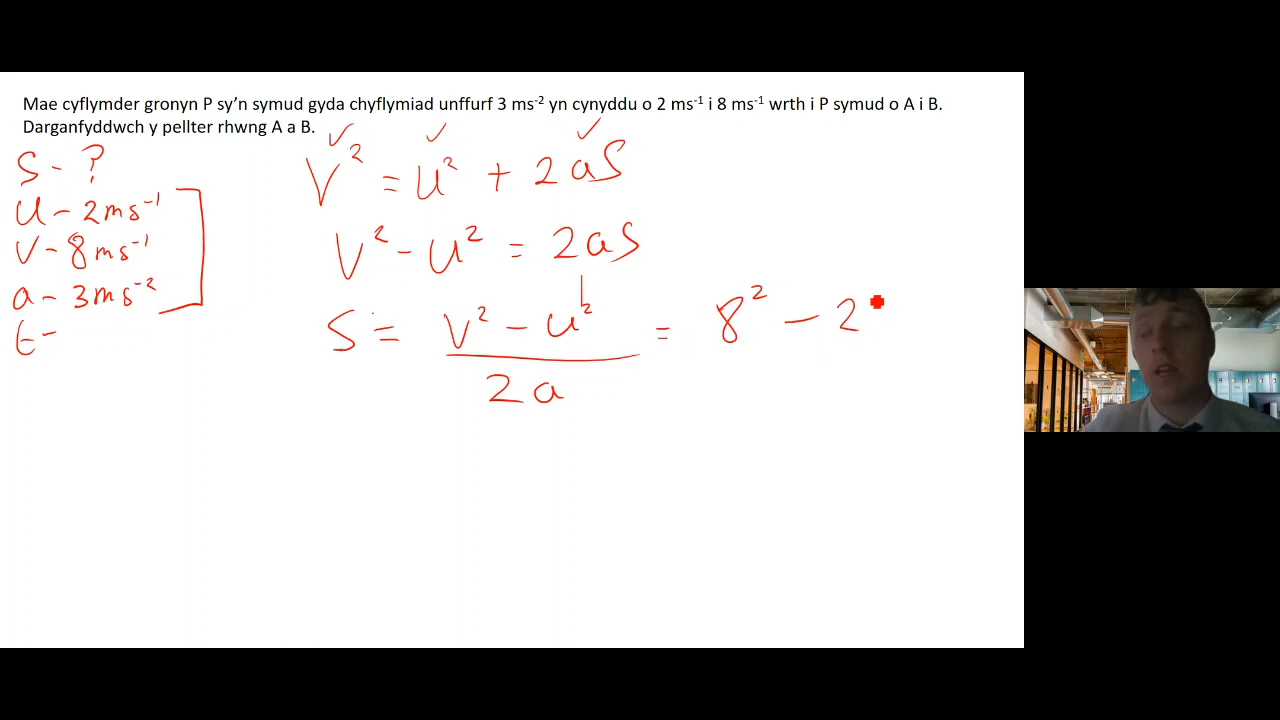 Mae cyflymder gronyn P sy'n symud gyda chyflymiad unffurf 3 ms⁻² yn cynyddu o 2 ms⁻¹ i 8 ms⁻¹ wrth i P symud o A i B.
Darganfyddwch y pellter rhwng A a B.
S - ?
u - 2ms⁻¹
v - 8ms⁻¹
a - 3ms⁻²
t -
V² = u² + 2aS
V² - u² = 2aS
S = v² - u² / 2a = 8² - 2